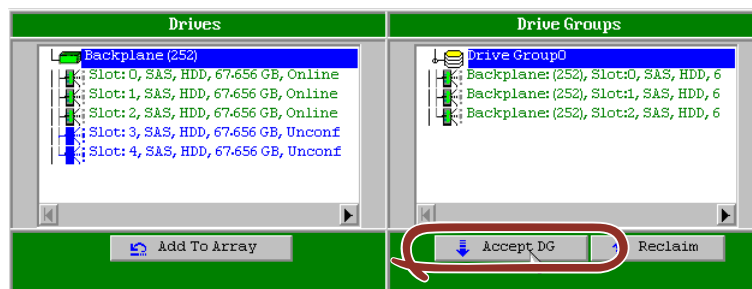 Drives
Drive Groups
Backplane (252)
Slot: 0, SAS, HDD, 67.656 GB, Online
Slot: 1, SAS, HDD, 67.656 GB, Online
Slot: 2, SAS, HDD, 67.656 GB, Online
Slot: 3, SAS, HDD, 67.656 GB, Unconf
Slot: 4, SAS, HDD, 67.656 GB, Unconf
Drive Group0
Backplane: (252), Slot:0, SAS, HDD, 6
Backplane: (252), Slot:1, SAS, HDD, 6
Backplane: (252), Slot:2, SAS, HDD, 6
Add To Array
Accept DG
Reclaim